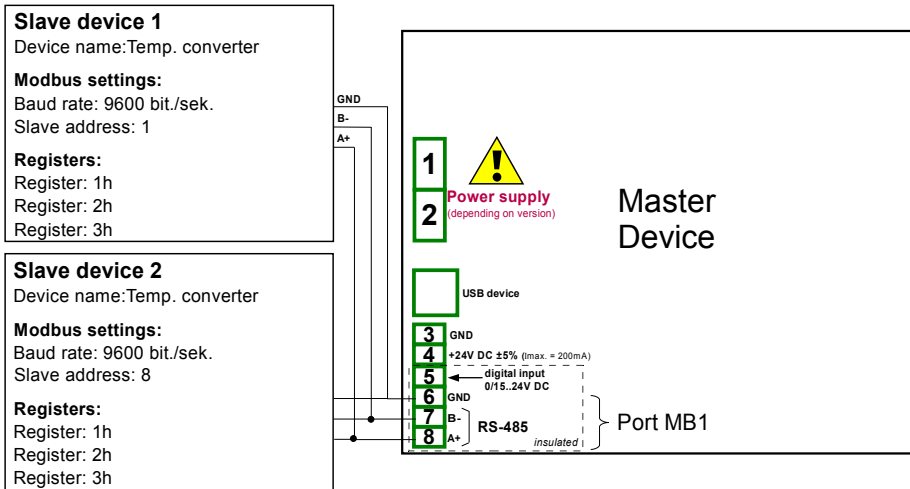 Slave device 1
Device name:Temp. converter
Modbus settings:
Baud rate: 9600 bit./sek.
Slave address: 1
Registers:
Register: 1h
Register: 2h
Register: 3h
Slave device 2
Device name:Temp. converter
Modbus settings:
Baud rate: 9600 bit./sek.
Slave address: 8
Registers:
Register: 1h
Register: 2h
Register: 3h
GND
B-
A+
1
2
Power supply
(depending on version)
Master
Device
USB device
3 GND
4 +24V DC ±5% (Imax. = 200mA)
5 digital input
0/15..24V DC
6 GND
7 B-
8 A+
RS-485
insulated
Port MB1